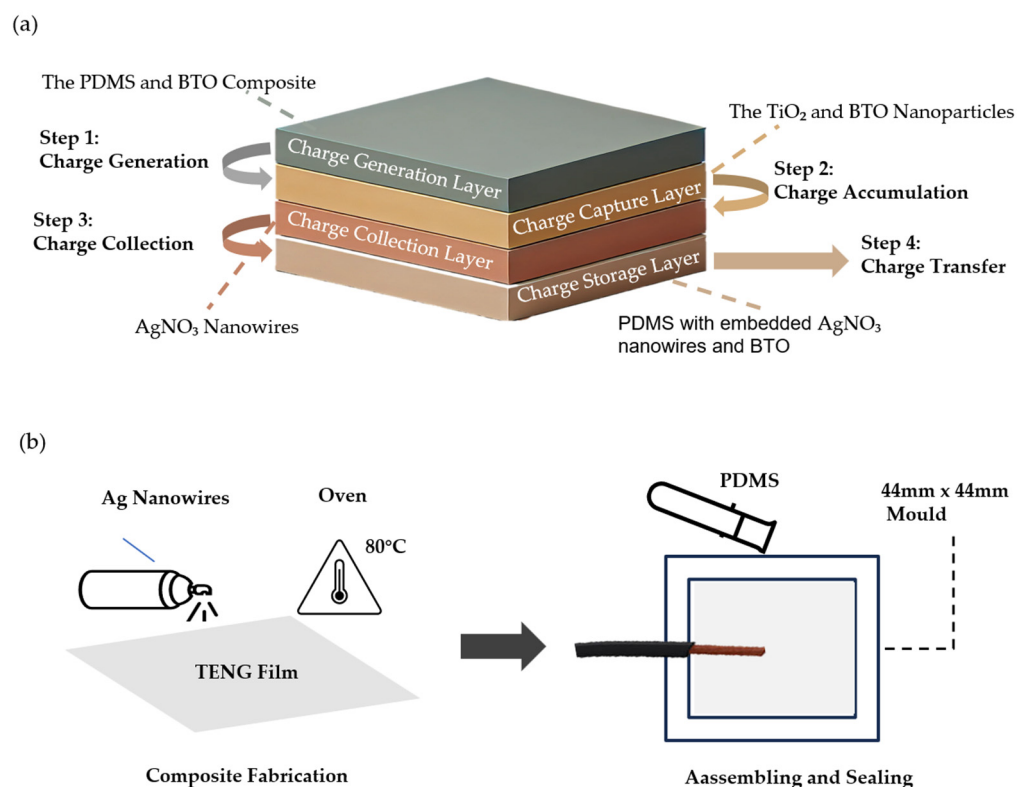 (a)
The PDMS and BTO Composite
The TiO₂ and BTO Nanoparticles
Step 1:
Charge Generation
Charge Generation Layer
Step 2:
Charge Accumulation
Charge Capture Layer
Step 3:
Charge Collection
Charge Collection Layer
Step 4:
Charge Transfer
Charge Storage Layer
AgNO₃ Nanowires
PDMS with embedded AgNO₃
nanowires and BTO
(b)
Ag Nanowires
Oven
80°C
TENG Film
Composite Fabrication
PDMS
44mm x 44mm
Mould
Aassembling and Sealing